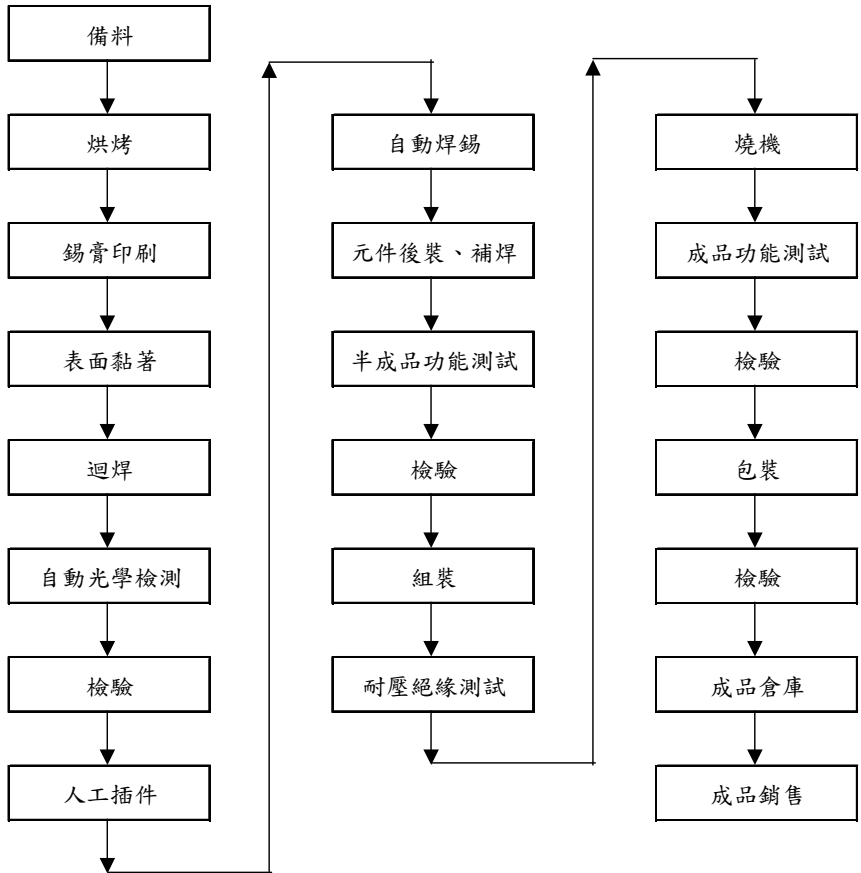 備料
烘烤
錫膏印刷
表面黏著
迴焊
自動光學檢測
檢驗
人工插件
自動焊錫
元件後裝、補焊
半成品功能測試
檢驗
組裝
耐壓絕緣測試
燒機
成品功能測試
檢驗
包裝
檢驗
成品倉庫
成品銷售